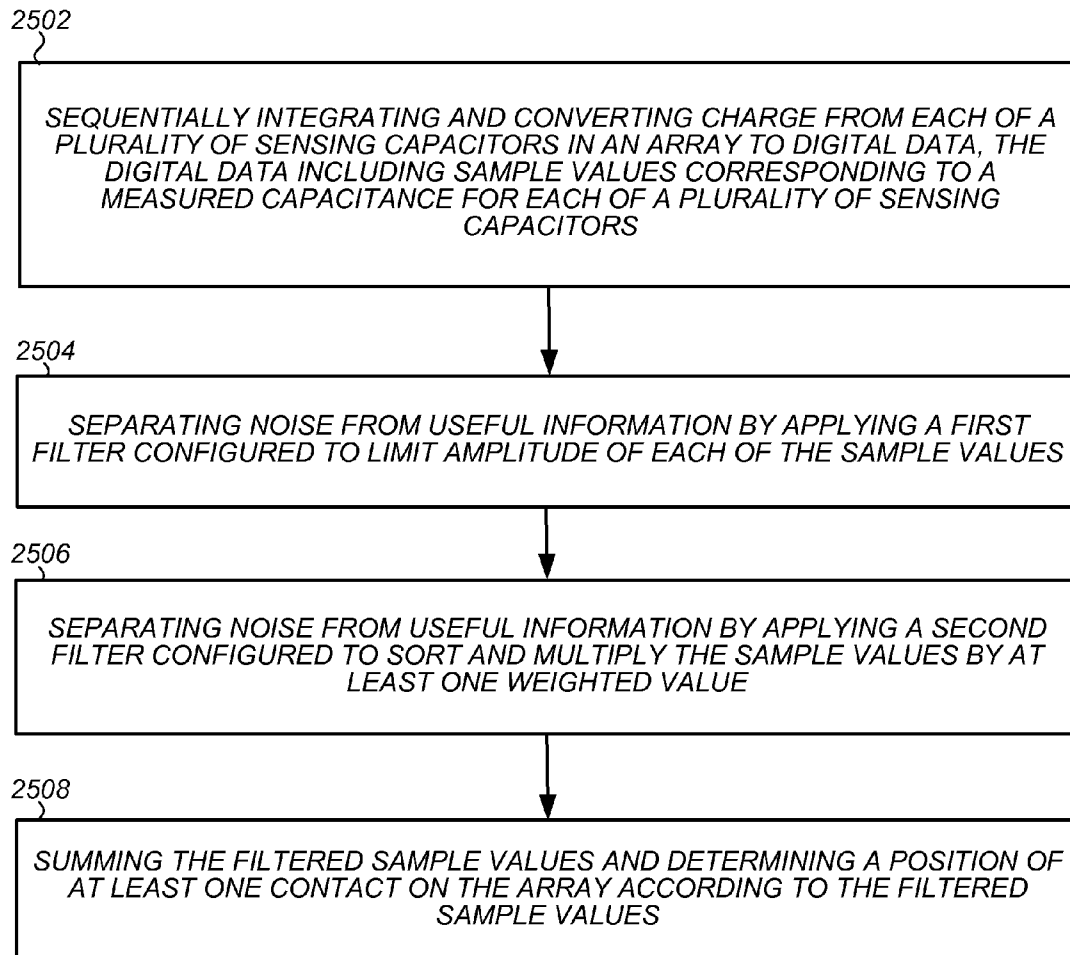 2502
SEQUENTIALLY INTEGRATING AND CONVERTING CHARGE FROM EACH OF A
PLURALITY OF SENSING CAPACITORS IN AN ARRAY TO DIGITAL DATA, THE
DIGITAL DATA INCLUDING SAMPLE VALUES CORRESPONDING TO A
MEASURED CAPACITANCE FOR EACH OF A PLURALITY OF SENSING
CAPACITORS
2504
SEPARATING NOISE FROM USEFUL INFORMATION BY APPLYING A FIRST
FILTER CONFIGURED TO LIMIT AMPLITUDE OF EACH OF THE SAMPLE VALUES
2506
SEPARATING NOISE FROM USEFUL INFORMATION BY APPLYING A SECOND
FILTER CONFIGURED TO SORT AND MULTIPLY THE SAMPLE VALUES BY AT
LEAST ONE WEIGHTED VALUE
2508
SUMMING THE FILTERED SAMPLE VALUES AND DETERMINING A POSITION OF
AT LEAST ONE CONTACT ON THE ARRAY ACCORDING TO THE FILTERED
SAMPLE VALUES